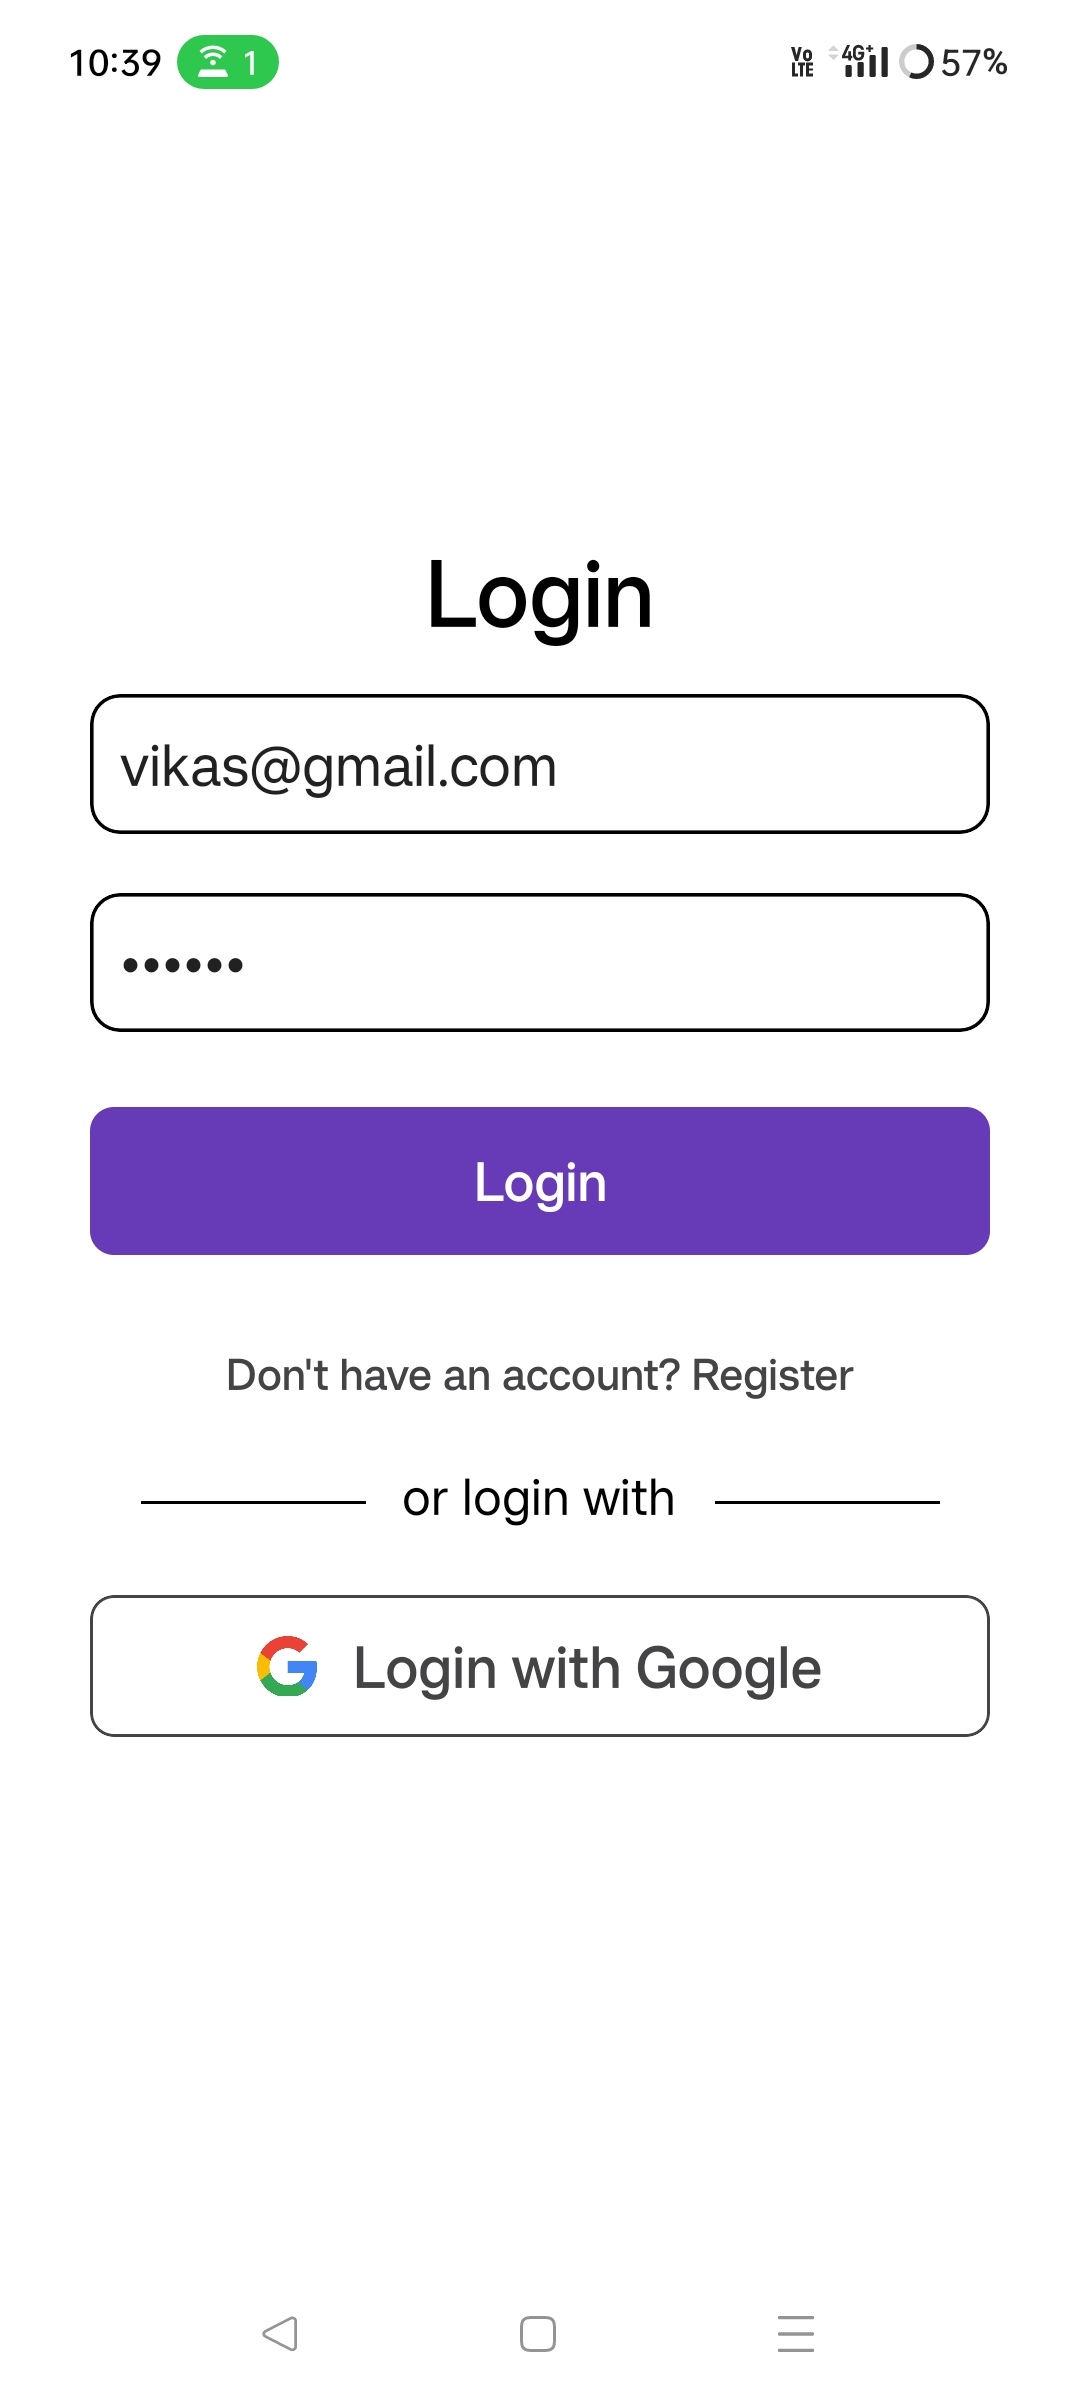 10:39 1 Vo LTE 4G+ 57%
Login
vikas@gmail.com
••••••
Login
Don't have an account? Register
or login with
Login with Google